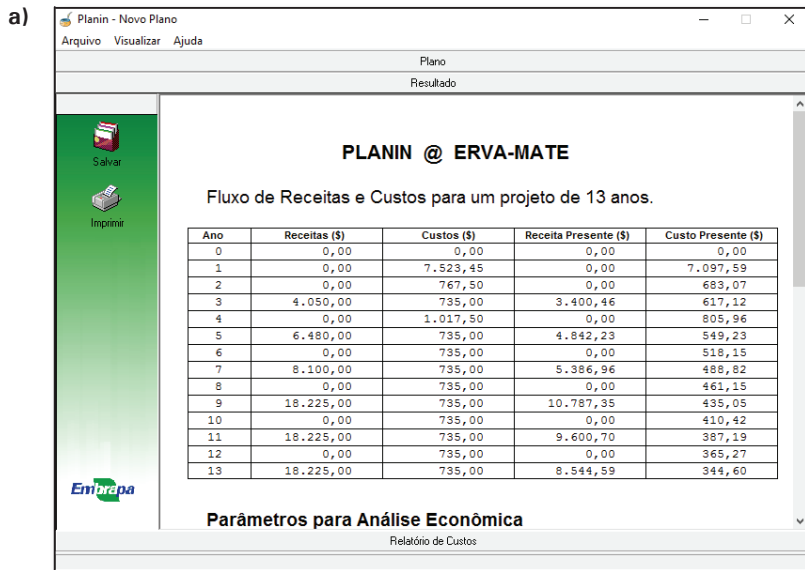 a)
Planin - Novo Plano
Arquivo Visualizar Ajuda
Plano
Resultado
Salvar
Imprimir
PLANIN @ ERVA-MATE
Fluxo de Receitas e Custos para um projeto de 13 anos.
Ano Receitas ($) Custos ($) Receita Presente ($) Custo Presente ($)
0 0,00 0,00 0,00 0,00
1 0,00 7.523,45 0,00 7.097,59
2 0,00 767,50 0,00 683,07
3 4.050,00 735,00 3.400,46 617,12
4 0,00 1.017,50 0,00 805,96
5 6.480,00 735,00 4.842,23 549,23
6 0,00 735,00 0,00 518,15
7 8.100,00 735,00 5.386,96 488,82
8 0,00 735,00 0,00 461,15
9 18.225,00 735,00 10.787,35 435,05
10 0,00 735,00 0,00 410,42
11 18.225,00 735,00 9.600,70 387,19
12 0,00 735,00 0,00 365,27
13 18.225,00 735,00 8.544,59 344,60
Embrapa
Parâmetros para Análise Econômica
Relatório de Custos